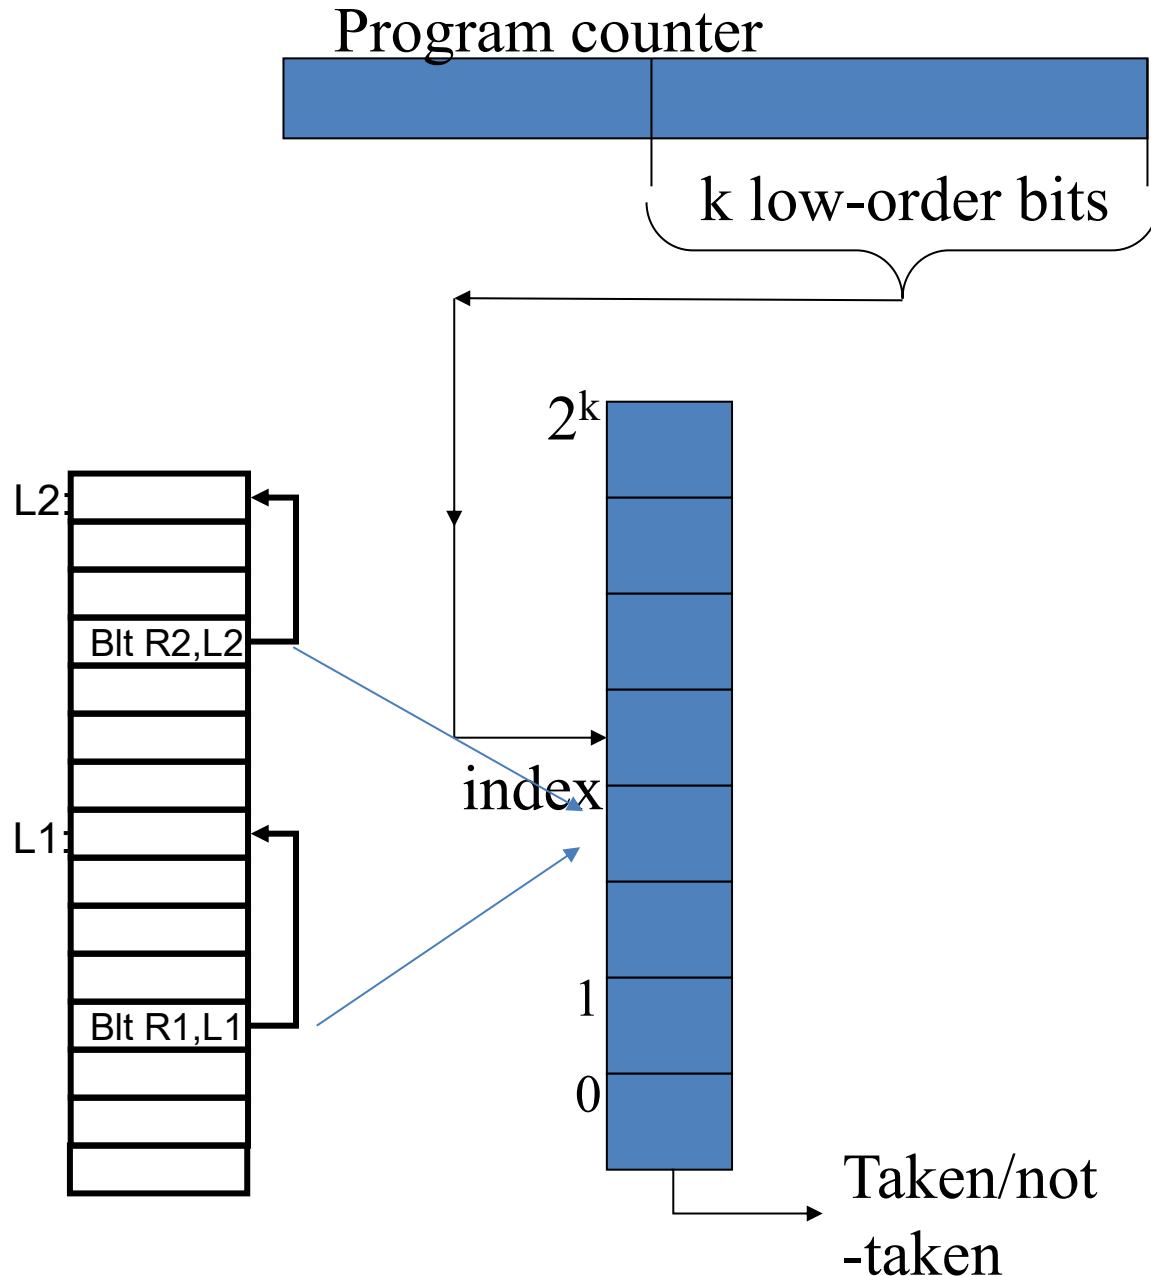 Program counter
k low-order bits
2^k
L2:
Blt R2,L2
index
L1:
1
Blt R1,L1
0
Taken/not
-taken